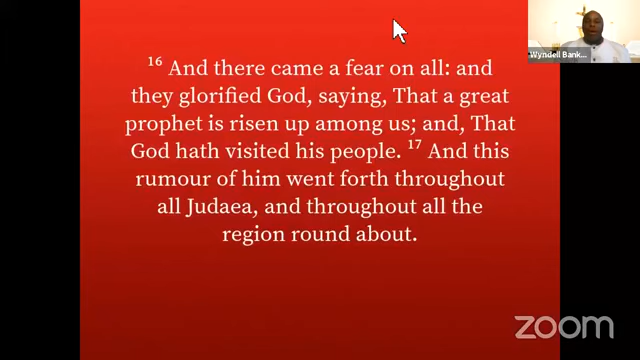 Wyndell Bank...
16 And there came a fear on all: and
they glorified God, saying, That a great
prophet is risen up among us; and, That
God hath visited his people. 17 And this
rumour of him went forth throughout
all Judaea, and throughout all the
region round about.
zoom